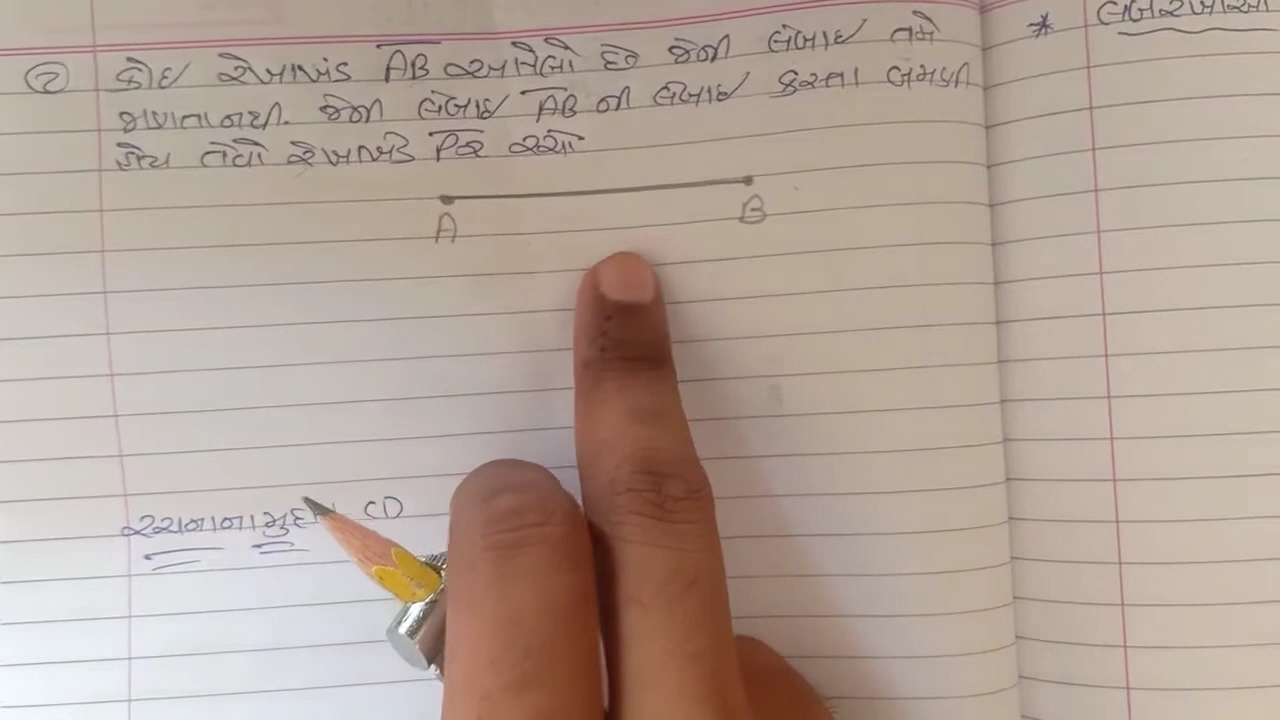 ② કોઇ રેખાખંડ AB આપેલો છે જેની લંબાઇ તમે
જાણતા નથી. જેની લંબાઇ AB ની લંબાઇ કરતા બમણી
હોય તેવો રેખાખંડ PQ રચો
A B
રચનાના મુદ્ CD
*